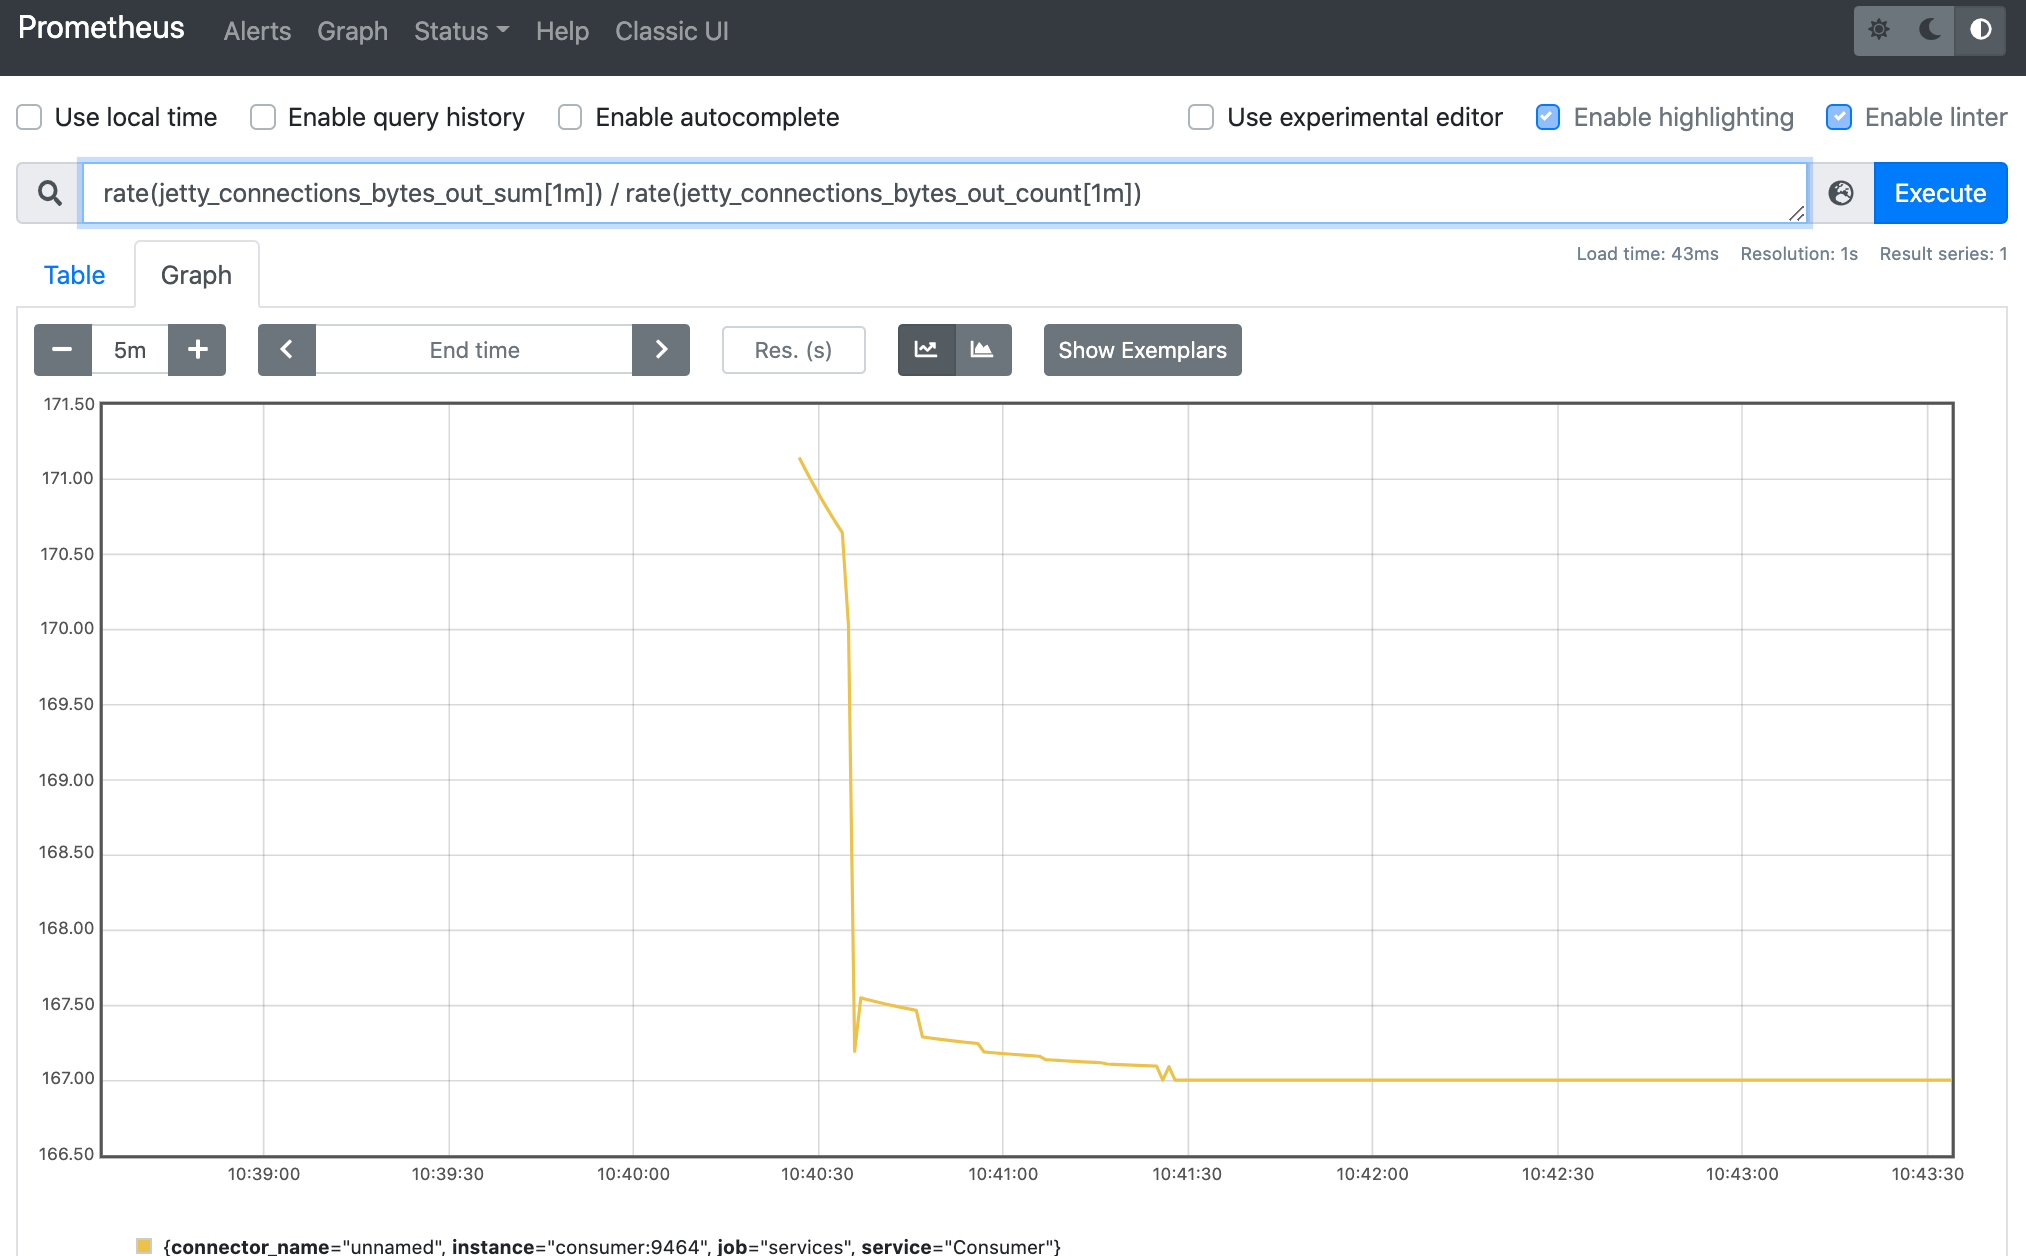 Prometheus Alerts Graph Status Help Classic UI
Use local time Enable query history Enable autocomplete Use experimental editor Enable highlighting Enable linter
rate(jetty_connections_bytes_out_sum[1m]) / rate(jetty_connections_bytes_out_count[1m]) Execute
Load time: 43ms Resolution: 1s Result series: 1
Table Graph
5m End time Res. (s) Show Exemplars
171.50
171.00
170.50
170.00
169.50
169.00
168.50
168.00
167.50
167.00
166.50
10:39:00 10:39:30 10:40:00 10:40:30 10:41:00 10:41:30 10:42:00 10:42:30 10:43:00 10:43:30
{connector_name="unnamed", instance="consumer:9464", job="services", service="Consumer"}